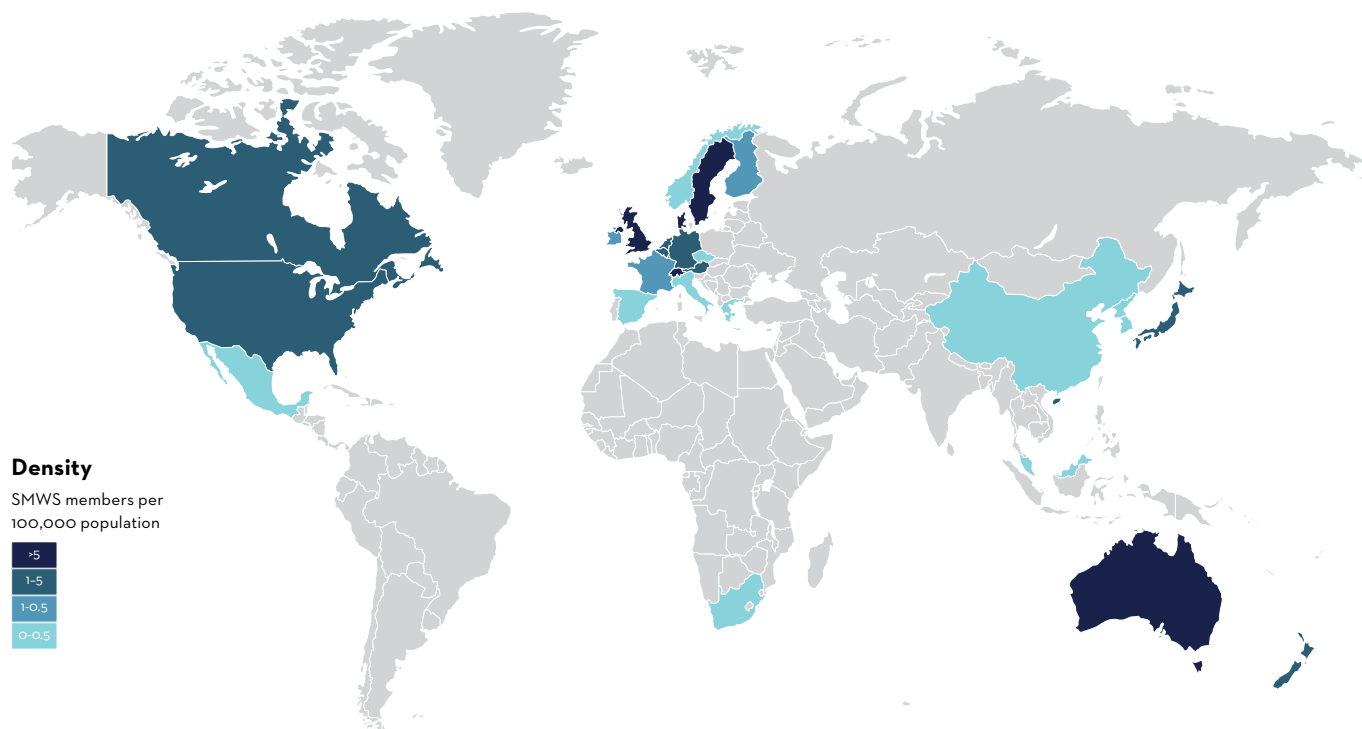 Density
SMWS members per
100,000 population
>5
1–5
1-0.5
0-0.5